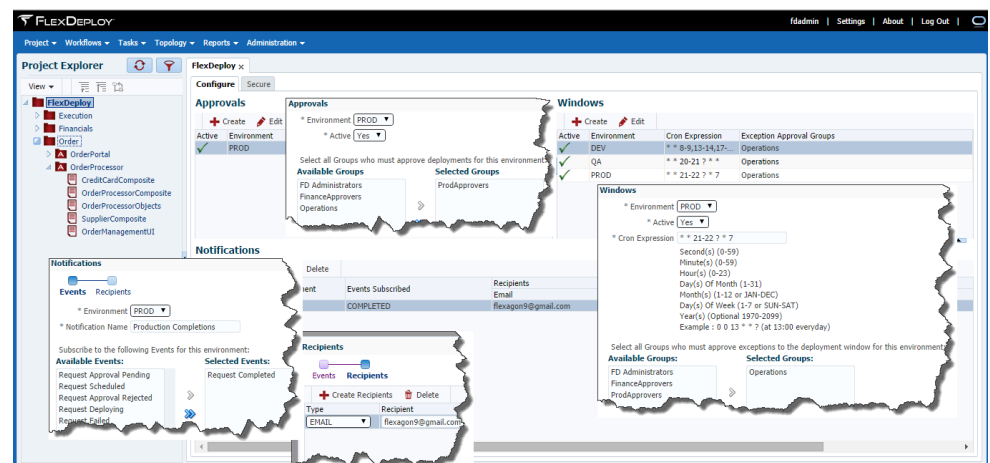 FLEXDEPLOY
fdadmin | Settings | About | Log Out |
Project Workflows Tasks Topology Reports Administration
Project Explorer
FlexDeploy x
View
Configure Secure
FlexDeploy
Execution
Financials
Order
OrderPortal
OrderProcessor
CreditCardComposite
OrderProcessorComposite
OrderProcessorObjects
SupplierComposite
OrderManagementUI
Approvals
Create Edit
Active Environment
PROD
Approvals
* Environment PROD
* Active Yes
Select all Groups who must approve deployments for this environment:
Available Groups Selected Groups
FD Administrators ProdApprovers
FinanceApprovers
Operations
Windows
Create Edit
Active Environment Cron Expression Exception Approval Groups
DEV * * 8-9,13-14,17-... Operations
QA * * 20-21 ? * * Operations
PROD * * 21-22 ? * 7 Operations
Windows
* Environment PROD
* Active Yes
* Cron Expression * * 21-22 ? * 7
Second(s) (0-59)
Minute(s) (0-59)
Hour(s) (0-23)
Day(s) Of Month (1-31)
Month(s) (1-12 or JAN-DEC)
Day(s) Of Week (1-7 or SUN-SAT)
Year(s) (Optional 1970-2099)
Example : 0 0 13 * * ? (at 13:00 everyday)
Select all Groups who must approve exceptions to the deployment window for this environment:
Available Groups: Selected Groups:
FD Administrators Operations
FinanceApprovers
ProdApprovers
Notifications
Delete
Events Subscribed Recipients
Email
COMPLETED flexagon9@gmail.com
Notifications
Events Recipients
* Environment PROD
* Notification Name Production Completions
Subscribe to the following Events for this environment:
Available Events: Selected Events:
Request Approval Pending Request Completed
Request Scheduled
Request Approval Rejected
Request Deploying
Request Failed
Recipients
Events Recipients
Create Recipients Delete
Type Recipient
EMAIL flexagon9@gmail.com